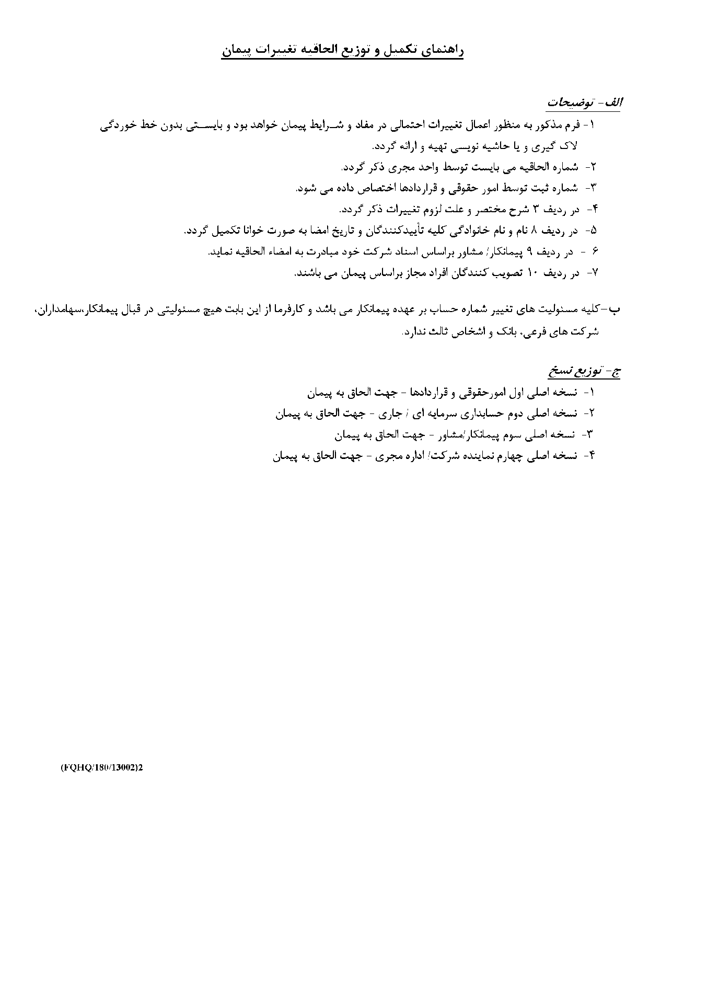 راهنمای تکمیل و توزیع الحاقیه تغییرات پیمان
الف- توضیحات
۱- فرم مذکور به منظور اعمال تغییرات احتمالی در مفاد و شـرایط پیمان خواهد بود و بایسـتی بدون خط خوردگی
لاک گیری و یا حاشیه نویسی تهیه و ارائه گردد.
۲- شماره الحاقیه می بایست توسط واحد مجری ذکر گردد.
۳- شماره ثبت توسط امور حقوقی و قراردادها اختصاص داده می شود.
۴- در ردیف ۳ شرح مختصر و علت لزوم تغییرات ذکر گردد.
۵- در ردیف ۸ نام و نام خانوادگی کلیه تأییدکنندگان و تاریخ امضا به صورت خوانا تکمیل گردد.
۶ - در ردیف ۹ پیمانکار/ مشاور براساس اسناد شرکت خود مبادرت به امضاء الحاقیه نماید.
۷- در ردیف ۱۰ تصویب کنندگان افراد مجاز براساس پیمان می باشند.
ب-کلیه مسئولیت های تغییر شماره حساب بر عهده پیمانکار می باشد و کارفرما از این بابت هیچ مسئولیتی در قبال پیمانکار،سهامداران،
شرکت های فرعی، بانک و اشخاص ثالث ندارد.
ج- توزیع نسخ
۱- نسخه اصلی اول امورحقوقی و قراردادها - جهت الحاق به پیمان
۲- نسخه اصلی دوم حسابداری سرمایه ای / جاری - جهت الحاق به پیمان
۳- نسخه اصلی سوم پیمانکار/مشاور - جهت الحاق به پیمان
۴- نسخه اصلی چهارم نماینده شرکت/ اداره مجری - جهت الحاق به پیمان
(FQHQ/180/13002)2